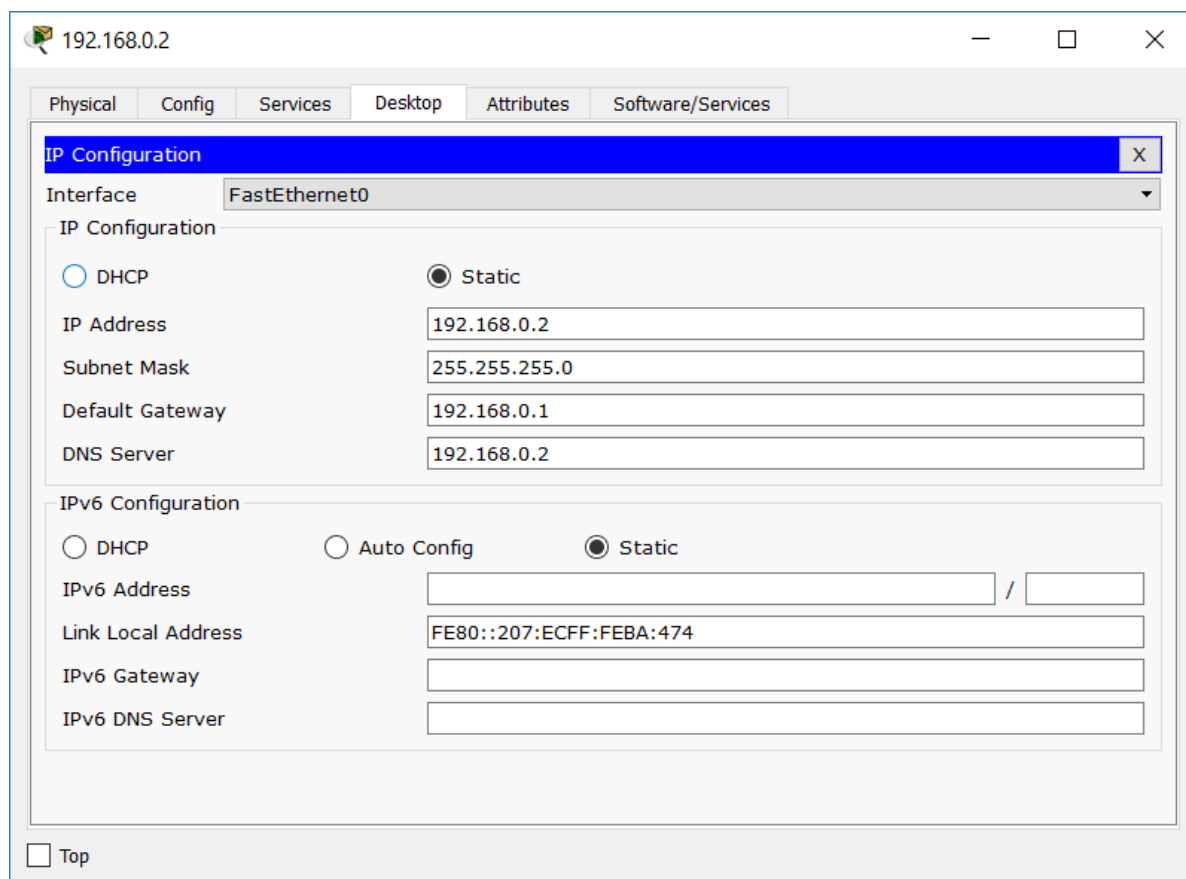 192.168.0.2
Physical Config Services Desktop Attributes Software/Services
IP Configuration X
Interface FastEthernet0
IP Configuration
DHCP Static
IP Address 192.168.0.2
Subnet Mask 255.255.255.0
Default Gateway 192.168.0.1
DNS Server 192.168.0.2
IPv6 Configuration
DHCP Auto Config Static
IPv6 Address /
Link Local Address FE80::207:ECFF:FEBA:474
IPv6 Gateway
IPv6 DNS Server
Top